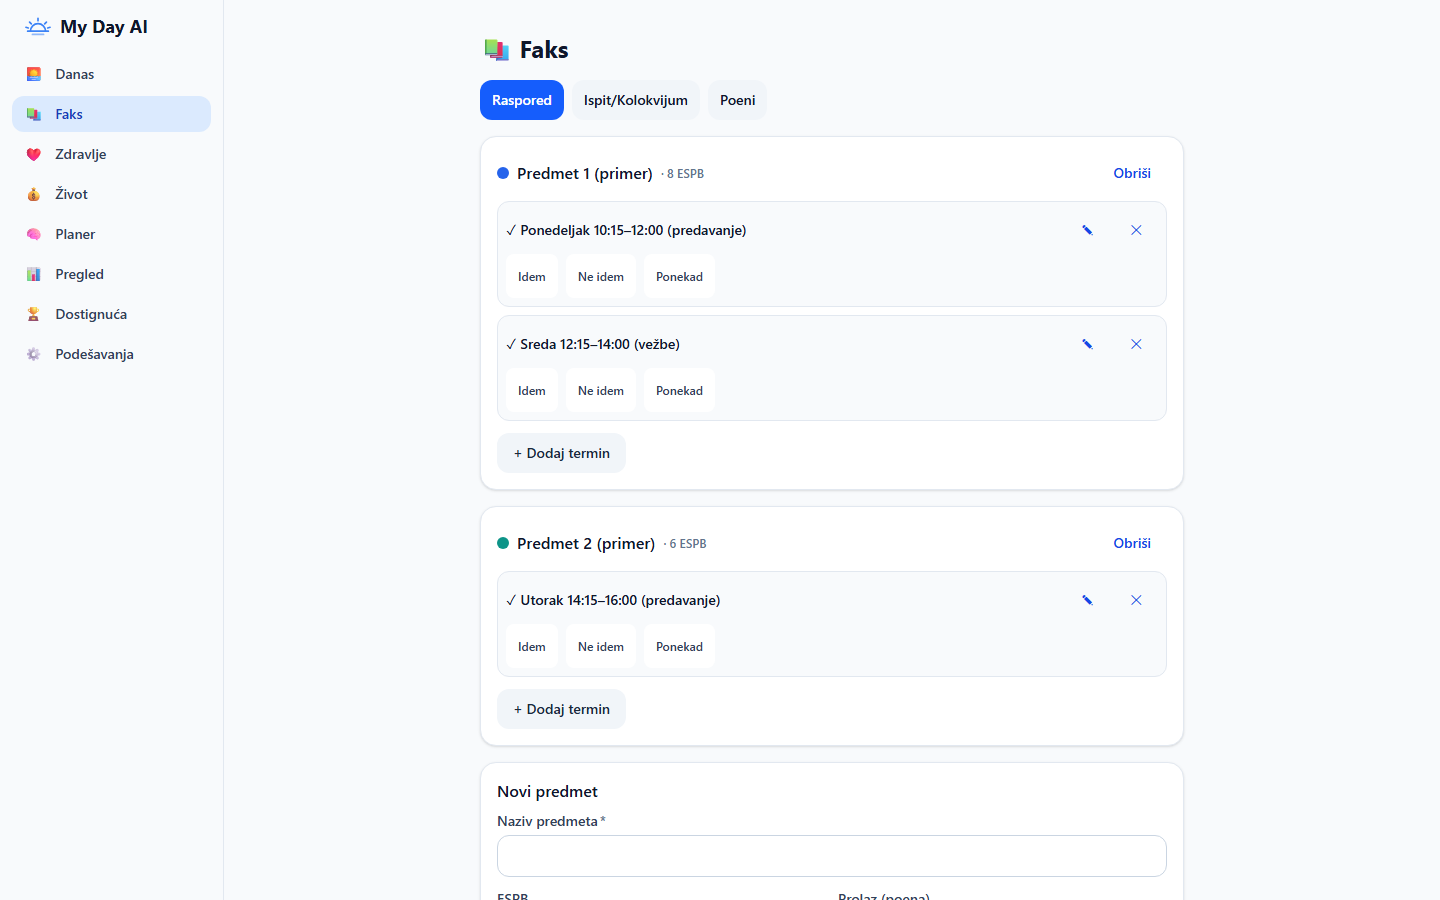 My Day AI
Danas
Faks
Zdravlje
Život
Planer
Pregled
Dostignuća
Podešavanja
Faks
Raspored
Ispit/Kolokvijum
Poeni
Predmet 1 (primer) · 8 ESPB
Obriši
✓ Ponedeljak 10:15–12:00 (predavanje)
Idem
Ne idem
Ponekad
✓ Sreda 12:15–14:00 (vežbe)
Idem
Ne idem
Ponekad
+ Dodaj termin
Predmet 2 (primer) · 6 ESPB
Obriši
✓ Utorak 14:15–16:00 (predavanje)
Idem
Ne idem
Ponekad
+ Dodaj termin
Novi predmet
Naziv predmeta *
ESPB
Prolaz (poena)